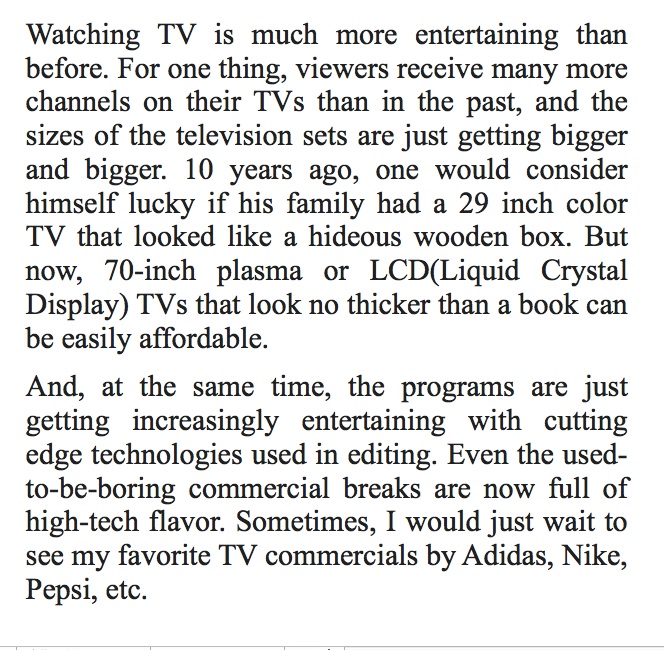 Watching TV is much more entertaining than
before. For one thing, viewers receive many more
channels on their TVs than in the past, and the
sizes of the television sets are just getting bigger
and bigger. 10 years ago, one would consider
himself lucky if his family had a 29 inch color
TV that looked like a hideous wooden box. But
now, 70-inch plasma or LCD(Liquid Crystal
Display) TVs that look no thicker than a book can
be easily affordable.
And, at the same time, the programs are just
getting increasingly entertaining with cutting
edge technologies used in editing. Even the used-
to-be-boring commercial breaks are now full of
high-tech flavor. Sometimes, I would just wait to
see my favorite TV commercials by Adidas, Nike,
Pepsi, etc.